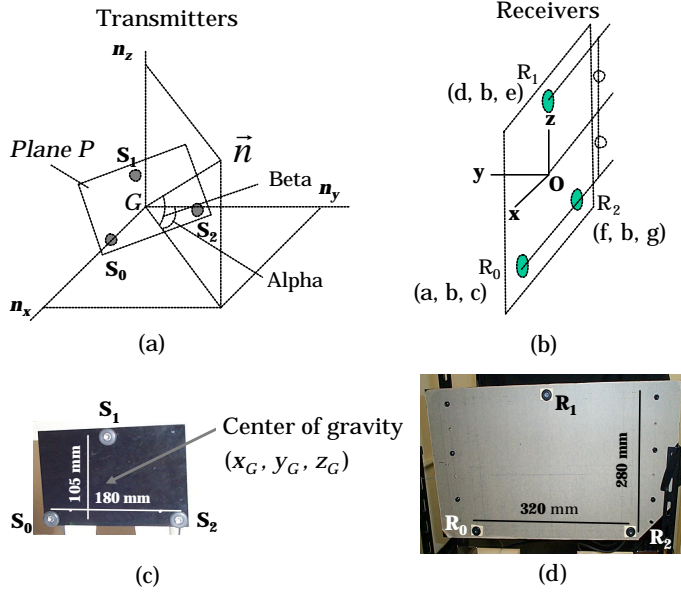 Transmitters
n_z
Plane P
S_1
n⃗
G
Beta
n_y
S_2
S_0
Alpha
n_x
(a)
Receivers
R_1
(d, b, e)
z
y
O
x
R_2
(f, b, g)
R_0
(a, b, c)
(b)
S_1
Center of gravity
(x_G, y_G, z_G)
105 mm
180 mm
S_0
S_2
(c)
R_1
280 mm
320 mm
R_0
R_2
(d)